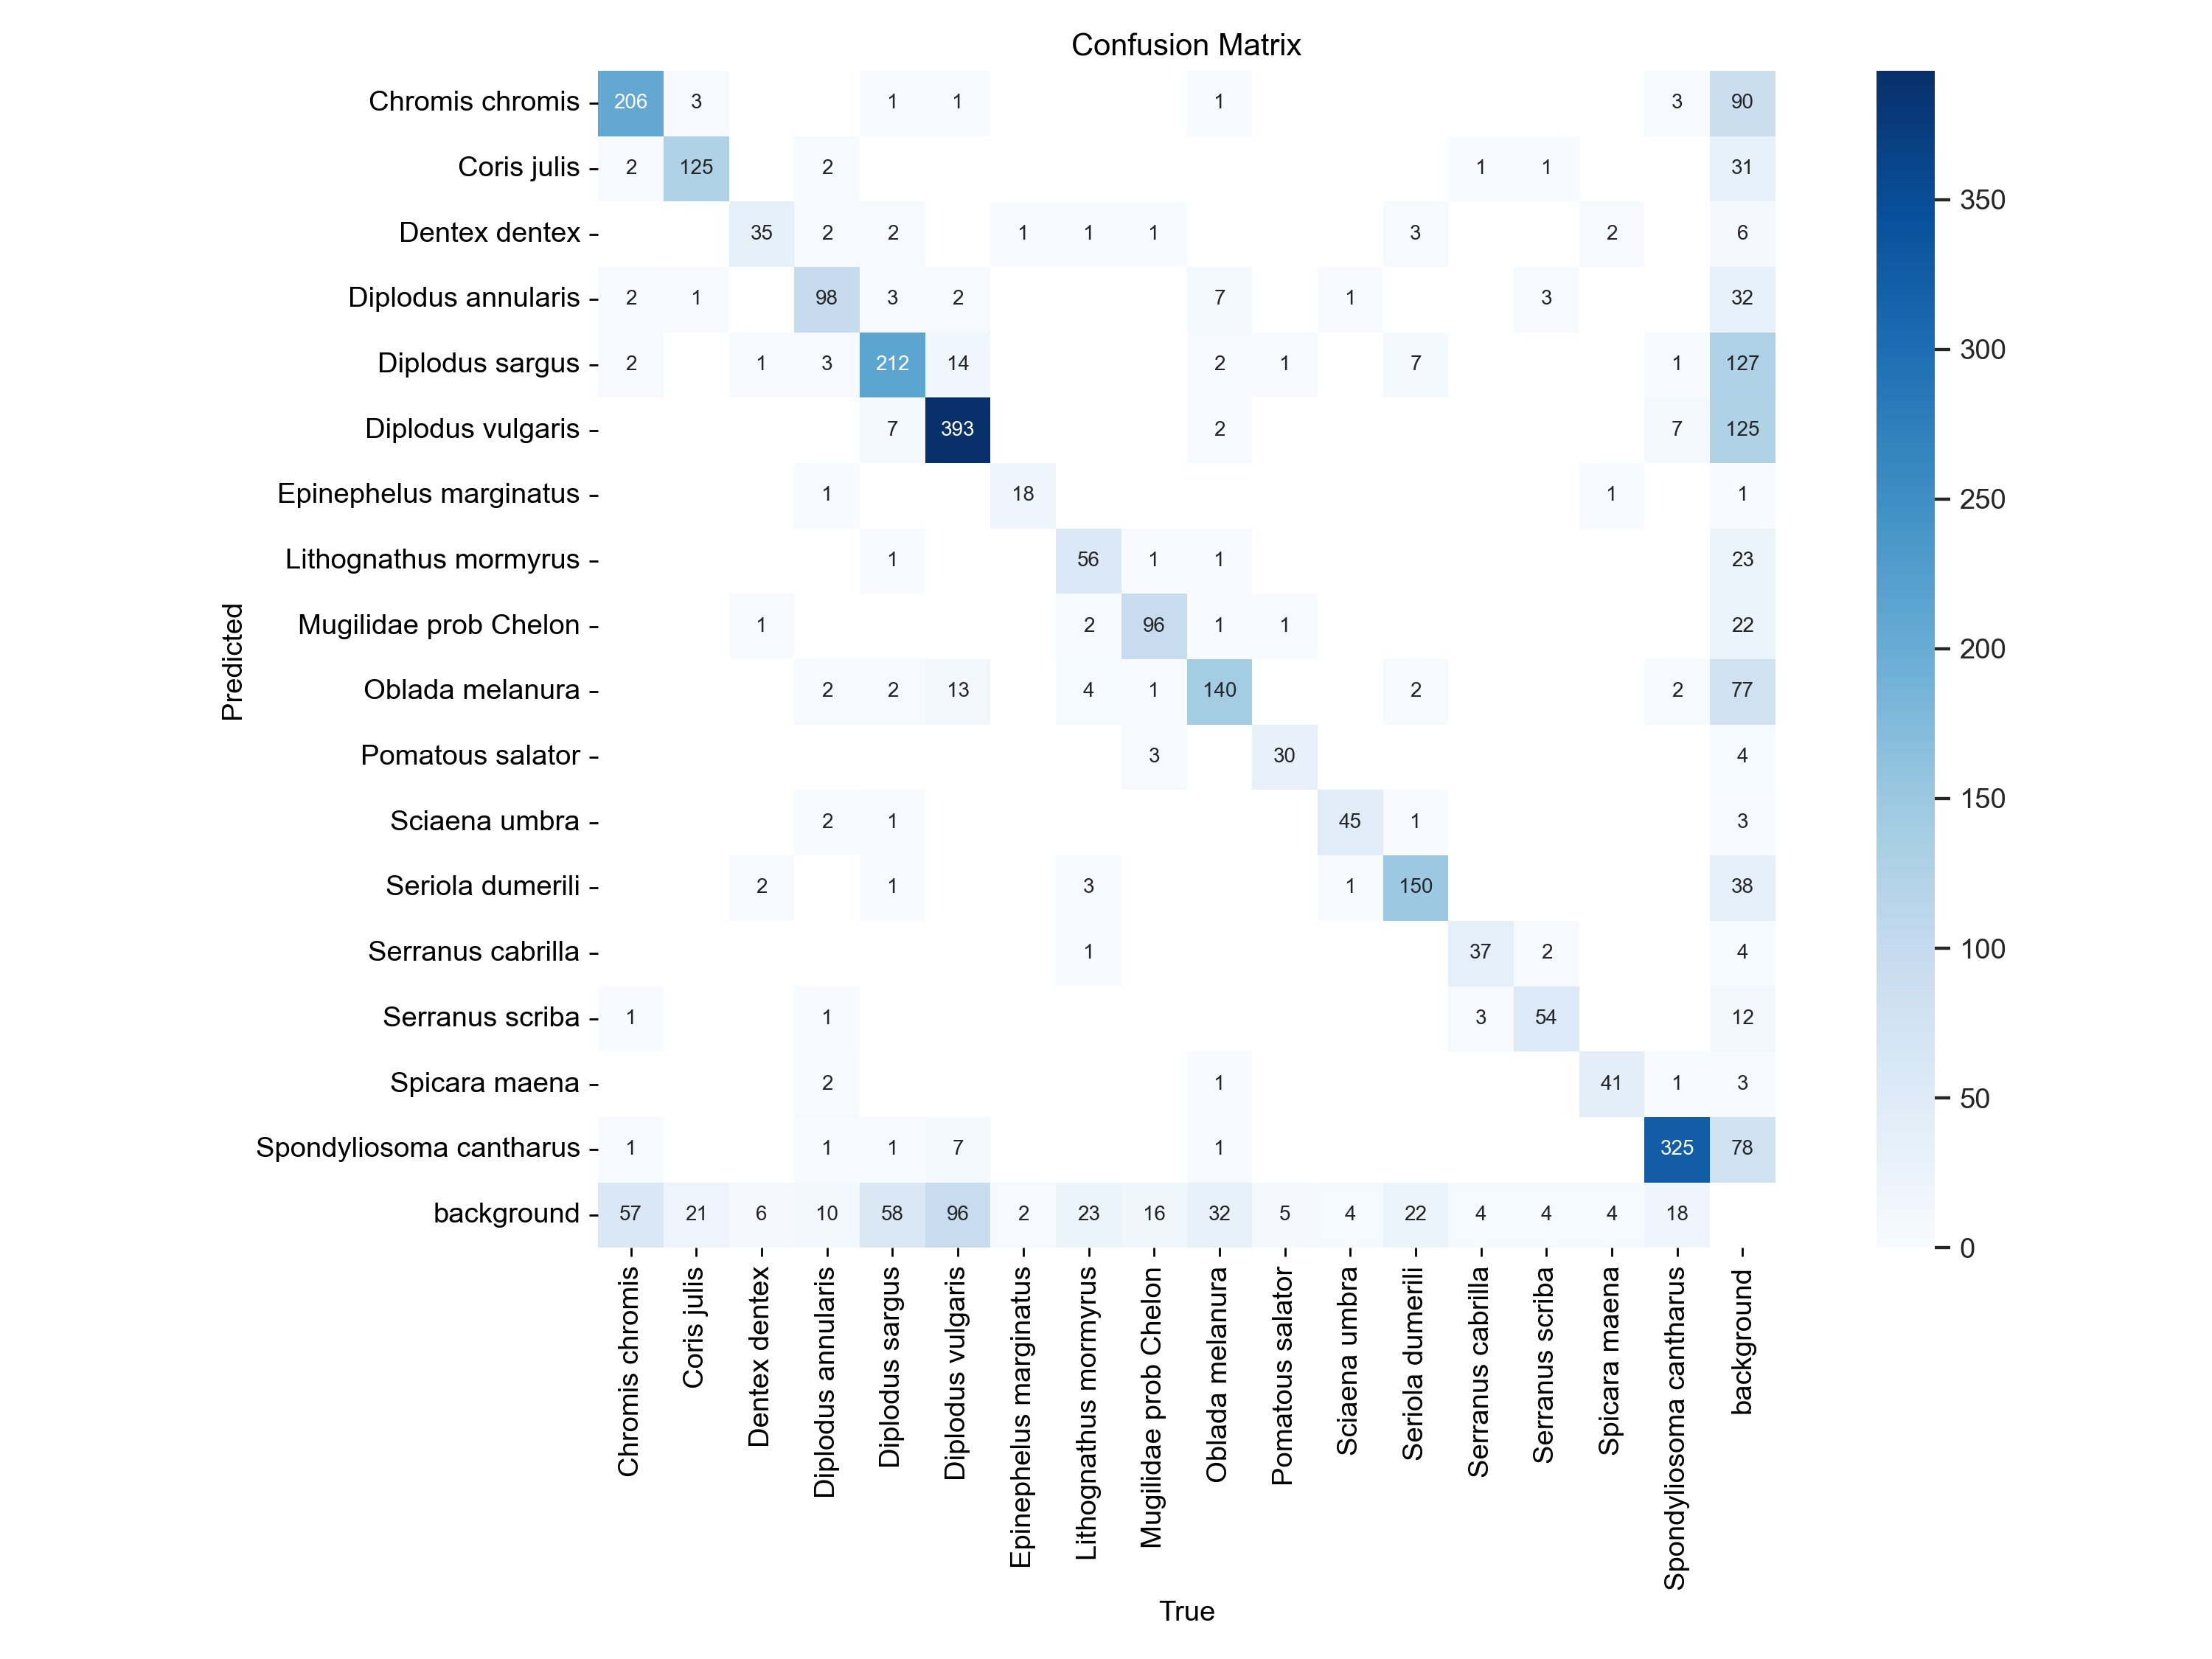 Confusion Matrix
Chromis chromis 206 3 1 1 1 3 90
Coris julis 2 125 2 1 1 31
Dentex dentex 35 2 2 1 1 1 3 2 6
Diplodus annularis 2 1 98 3 2 7 1 3 32
Diplodus sargus 2 1 3 212 14 2 1 7 1 127
Diplodus vulgaris 7 393 2 7 125
Epinephelus marginatus 1 18 1 1
Lithognathus mormyrus 1 56 1 1 23
Mugilidae prob Chelon 1 2 96 1 1 22
Oblada melanura 2 2 13 4 1 140 2 2 77
Pomatous salator 3 30 4
Sciaena umbra 2 1 45 1 3
Seriola dumerili 2 1 3 1 150 38
Serranus cabrilla 1 37 2 4
Serranus scriba 1 1 3 54 12
Spicara maena 2 1 41 1 3
Spondyliosoma cantharus 1 1 1 7 1 325 78
background 57 21 6 10 58 96 2 23 16 32 5 4 22 4 4 4 18
Predicted
Chromis chromis
Coris julis
Dentex dentex
Diplodus annularis
Diplodus sargus
Diplodus vulgaris
Epinephelus marginatus
Lithognathus mormyrus
Mugilidae prob Chelon
Oblada melanura
Pomatous salator
Sciaena umbra
Seriola dumerili
Serranus cabrilla
Serranus scriba
Spicara maena
Spondyliosoma cantharus
background
True
350
300
250
200
150
100
50
0